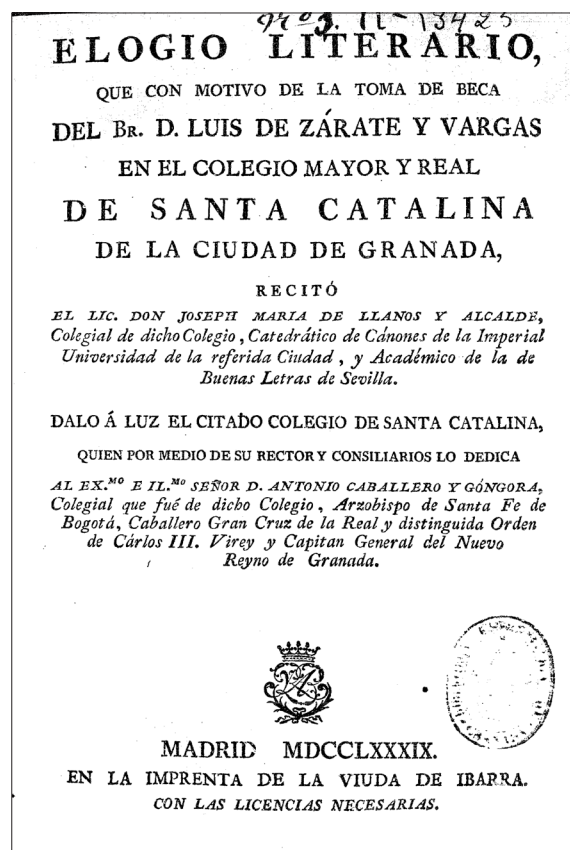 11-13425
ELOGIO LITERARIO,
QUE CON MOTIVO DE LA TOMA DE BECA
DEL BR. D. LUIS DE ZÁRATE Y VARGAS
EN EL COLEGIO MAYOR Y REAL
DE SANTA CATALINA
DE LA CIUDAD DE GRANADA,
RECITÓ
EL LIC. DON JOSEPH MARIA DE LLANOS Y ALCALDE,
Colegial de dicho Colegio, Catedrático de Cánones de la Imperial
Universidad de la referida Ciudad, y Académico de la de
Buenas Letras de Sevilla.
DALO Á LUZ EL CITADO COLEGIO DE SANTA CATALINA,
QUIEN POR MEDIO DE SU RECTOR Y CONSILIARIOS LO DEDICA
AL EX.MO E IL.MO SEÑOR D. ANTONIO CABALLERO Y GÓNGORA,
Colegial que fué de dicho Colegio, Arzobispo de Santa Fe de
Bogotá, Caballero Gran Cruz de la Real y distinguida Orden
de Cárlos III. Virey y Capitan General del Nuevo
Reyno de Granada.
MADRID MDCCLXXXIX.
EN LA IMPRENTA DE LA VIUDA DE IBARRA.
CON LAS LICENCIAS NECESARIAS.